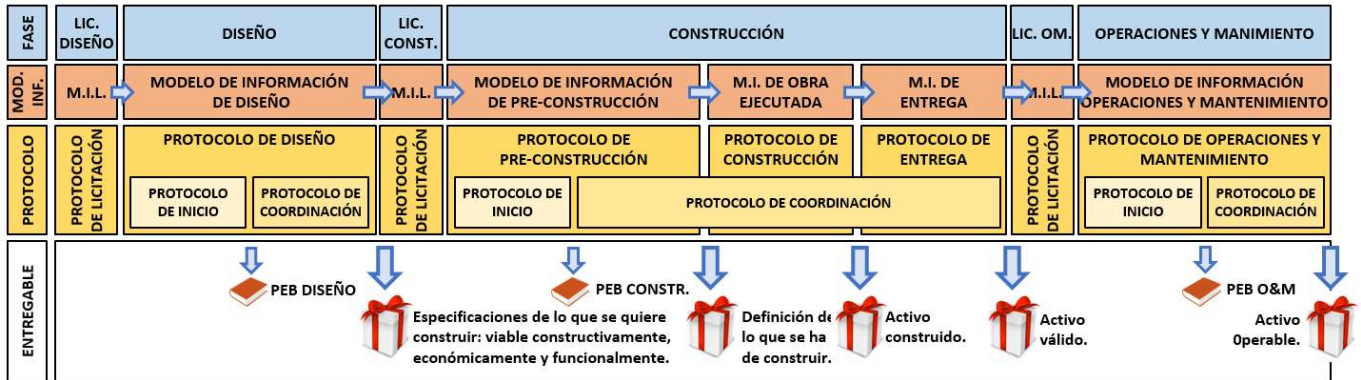 FASE
LIC.
DISEÑO
DISEÑO
LIC.
CONST.
CONSTRUCCIÓN
LIC. OM.
OPERACIONES Y MANIMIENTO
MOD.
INF.
M.I.L.
MODELO DE INFORMACIÓN
DE DISEÑO
M.I.L.
MODELO DE INFORMACIÓN
DE PRE-CONSTRUCCIÓN
M.I. DE OBRA
EJECUTADA
M.I. DE
ENTREGA
M.I.L.
MODELO DE INFORMACIÓN
OPERACIONES Y MANTENIMIENTO
PROTOCOLO
PROTOCOLO
DE LICITACIÓN
PROTOCOLO DE DISEÑO
PROTOCOLO
DE INICIO
PROTOCOLO DE
COORDINACIÓN
PROTOCOLO
DE LICITACIÓN
PROTOCOLO DE
PRE-CONSTRUCCIÓN
PROTOCOLO DE
CONSTRUCCIÓN
PROTOCOLO DE
ENTREGA
PROTOCOLO DE
INICIO
PROTOCOLO DE COORDINACIÓN
PROTOCOLO
DE LICITACIÓN
PROTOCOLO DE OPERACIONES Y
MANTENIMIENTO
PROTOCOLO DE
INICIO
PROTOCOLO DE
COORDINACIÓN
ENTREGABLE
PEB DISEÑO
Especificaciones de lo que se quiere
construir: viable constructivamente,
económicamente y funcionalmente.
PEB CONSTR.
Definición de
lo que se ha
de construir.
Activo
construido.
Activo
válido.
PEB O&M
Activo
Operable.